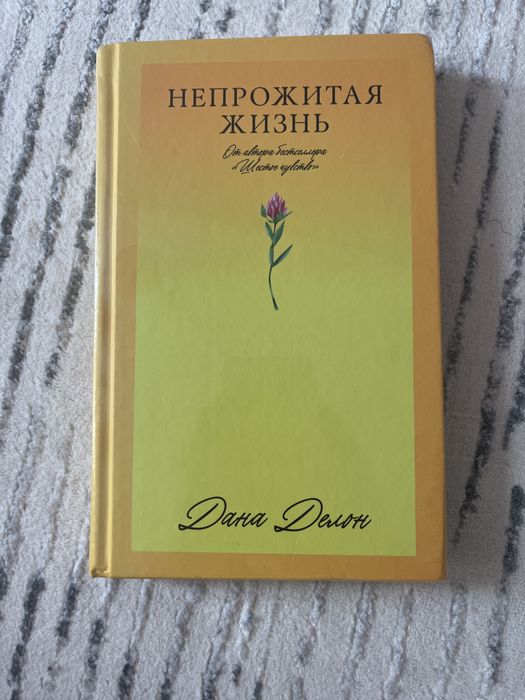 НЕПРОЖИТАЯ
ЖИЗНЬ
От автора бестселлера
«Шестое чувство»
Дана Делон